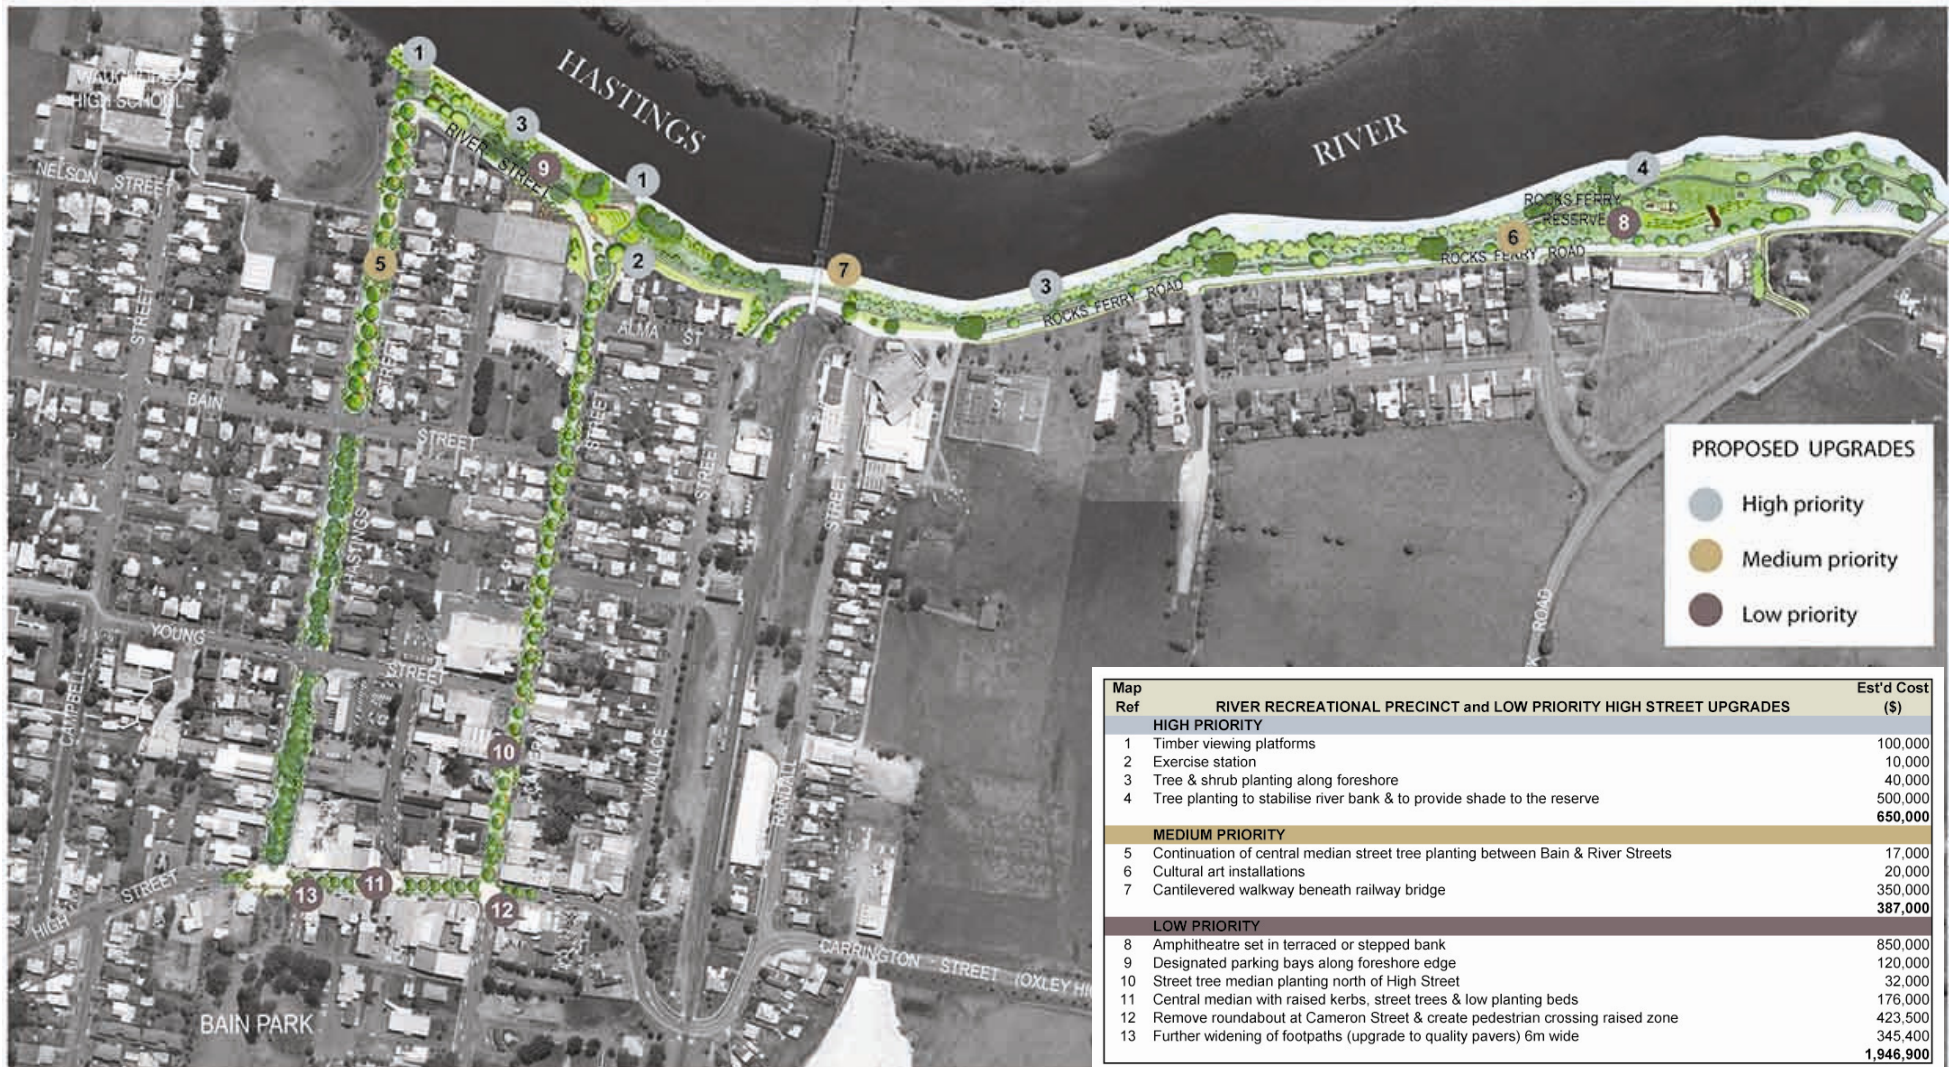 1
HASTINGS
WAUCHOPE
HIGH SCHOOL
3
RIVER
RIVER STREET
9
1
4
NELSON STREET
ROCKS FERRY
RESERVE
8
6
ROCKS FERRY ROAD
5
2
7
3
ROCKS FERRY ROAD
STREET
STREET
ALMA ST
BAIN
STREET
STREET
STREET
STREET
HASTINGS
YOUNG
STREET
CAMPBELL
10
CAMERON
WALLACE
RANDALL
ROAD
HIGH STREET
13
11
12
CARRINGTON STREET (OXLEY
BAIN PARK
PROPOSED UPGRADES
High priority
Medium priority
Low priority
Map Est'd Cost
Ref RIVER RECREATIONAL PRECINCT and LOW PRIORITY HIGH STREET UPGRADES ($)
HIGH PRIORITY
1 Timber viewing platforms 100,000
2 Exercise station 10,000
3 Tree & shrub planting along foreshore 40,000
4 Tree planting to stabilise river bank & to provide shade to the reserve 500,000
650,000
MEDIUM PRIORITY
5 Continuation of central median street tree planting between Bain & River Streets 17,000
6 Cultural art installations 20,000
7 Cantilevered walkway beneath railway bridge 350,000
387,000
LOW PRIORITY
8 Amphitheatre set in terraced or stepped bank 850,000
9 Designated parking bays along foreshore edge 120,000
10 Street tree median planting north of High Street 32,000
11 Central median with raised kerbs, street trees & low planting beds 176,000
12 Remove roundabout at Cameron Street & create pedestrian crossing raised zone 423,500
13 Further widening of footpaths (upgrade to quality pavers) 6m wide 345,400
1,946,900